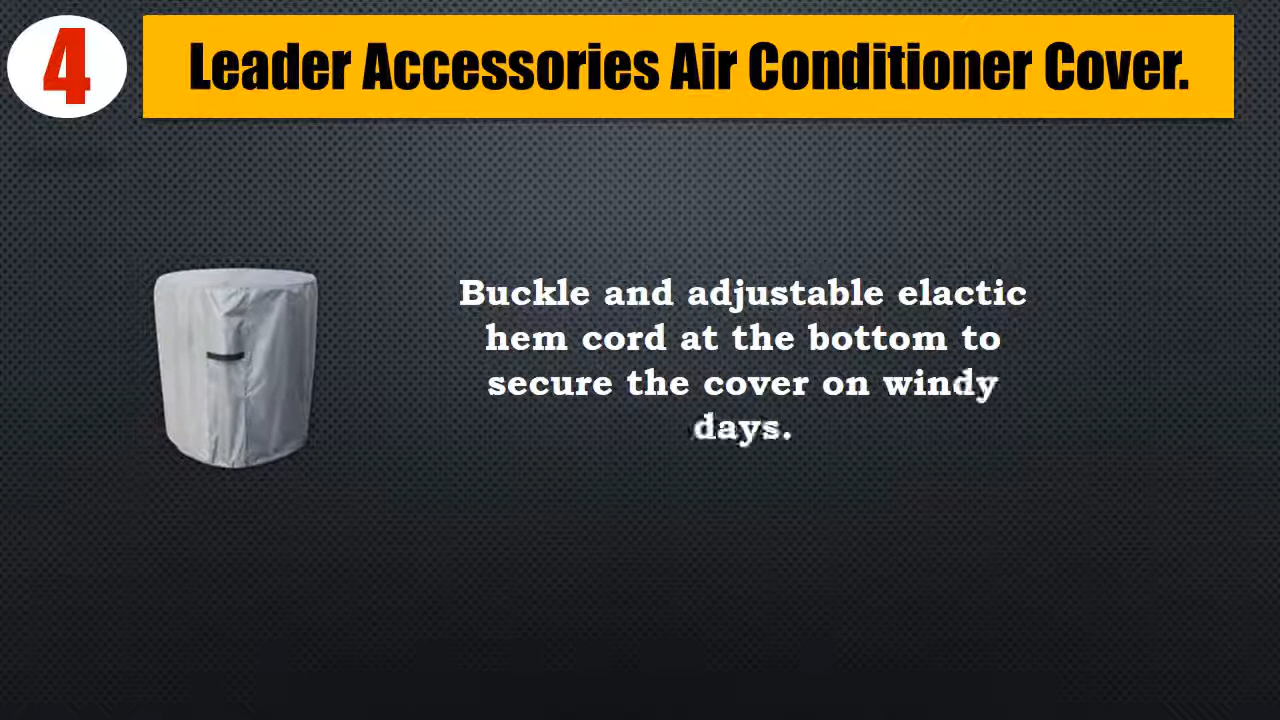 4
Leader Accessories Air Conditioner Cover.
Buckle and adjustable elactic
hem cord at the bottom to
secure the cover on windy
days.